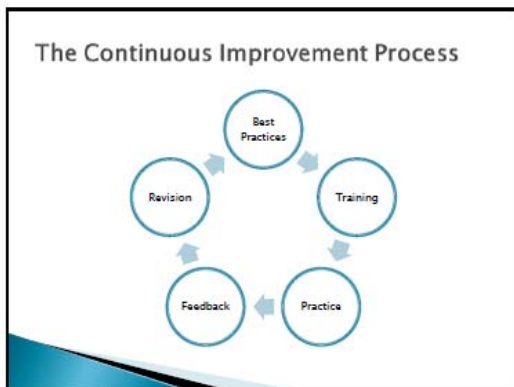 The Continuous Improvement Process
Best
Practices
Training
Practice
Feedback
Revision